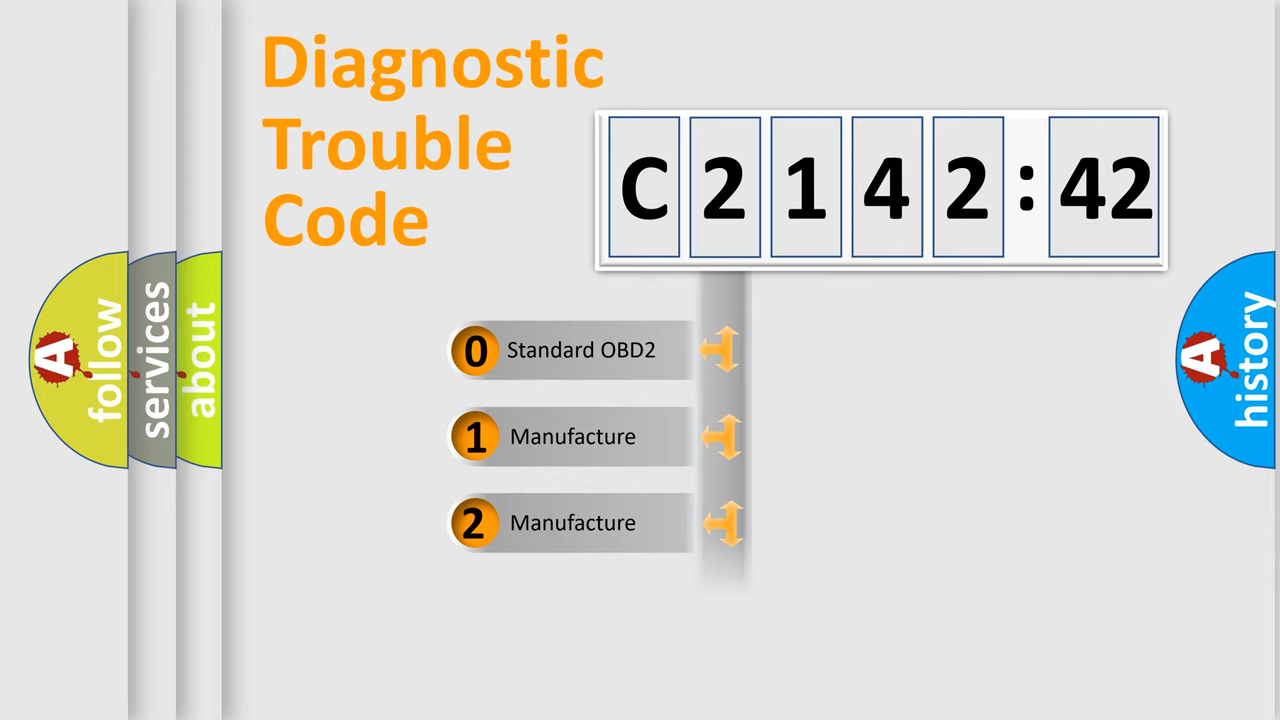 Diagnostic
Trouble
Code
C 2 1 4 2 : 42
0 Standard OBD2
1 Manufacture
2 Manufacture
A follow
services
about
A history